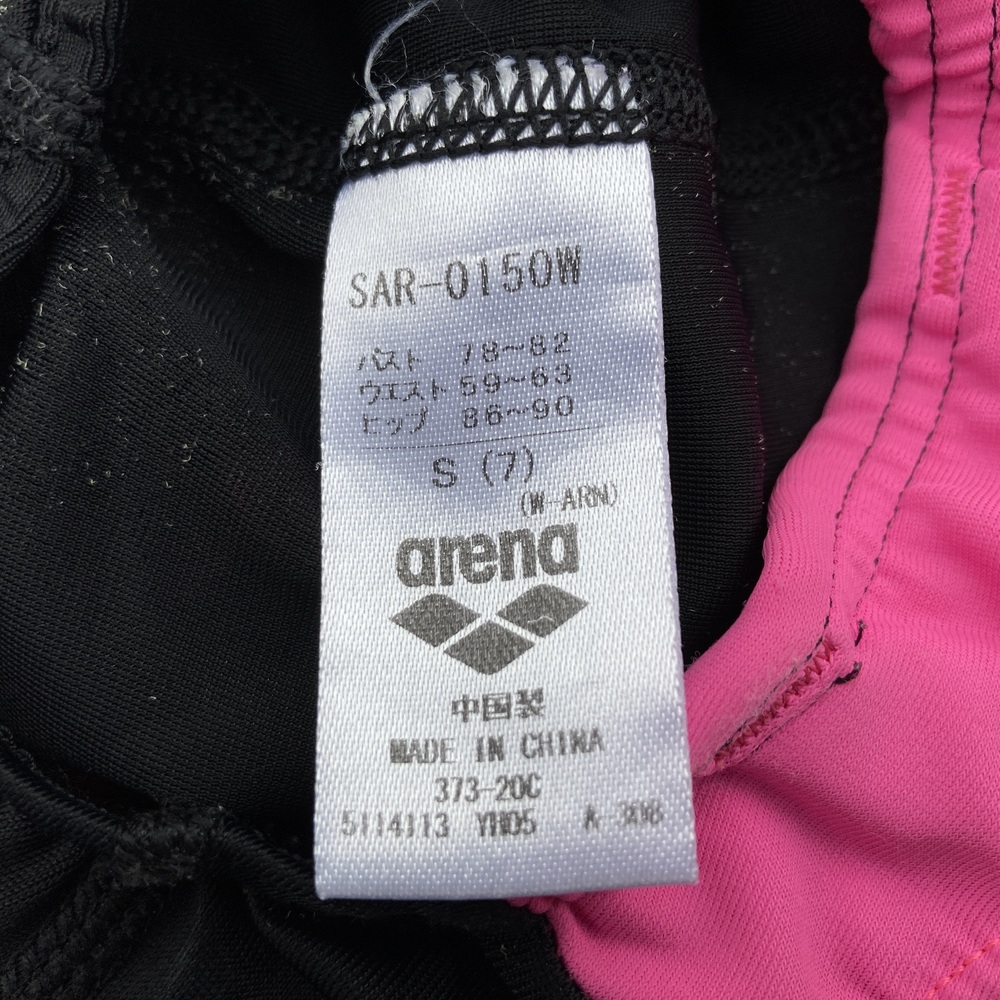 SAR-0150W
バスト 78〜82
ウエスト 59〜63
ヒップ 86〜90
S (7)
(W-ARN)
arena
中国製
MADE IN CHINA
373-20C
5114113 YH05 A-308